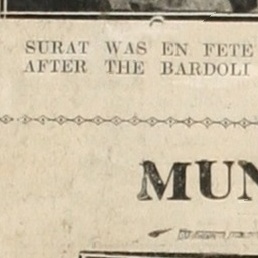 SURAT WAS EN FETE
AFTER THE BARDOLI
MUN